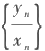 {y_n / x_n}